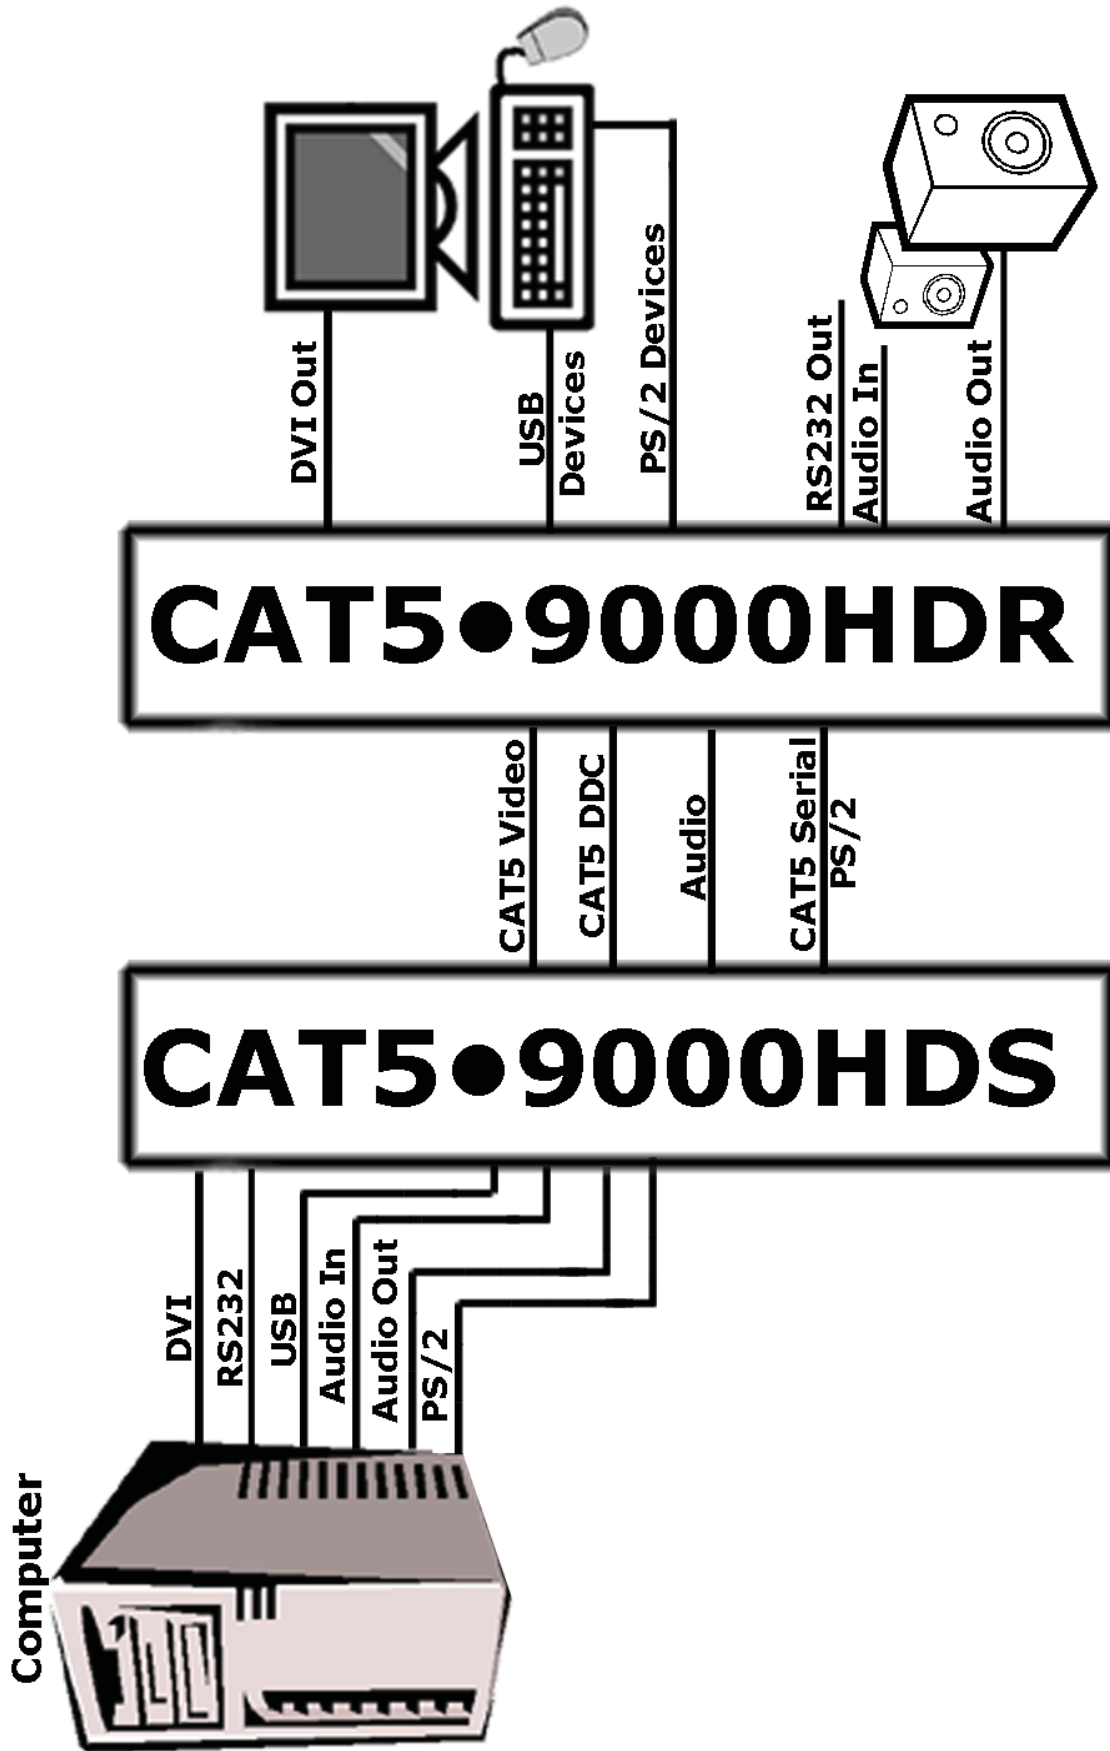 DVI Out
USB
Devices
PS/2 Devices
RS232 Out
Audio In
Audio Out
CAT5•9000HDR
CAT5 Video
CAT5 DDC
Audio
CAT5 Serial
PS/2
CAT5•9000HDS
DVI
RS232
USB
Audio In
Audio Out
PS/2
Computer